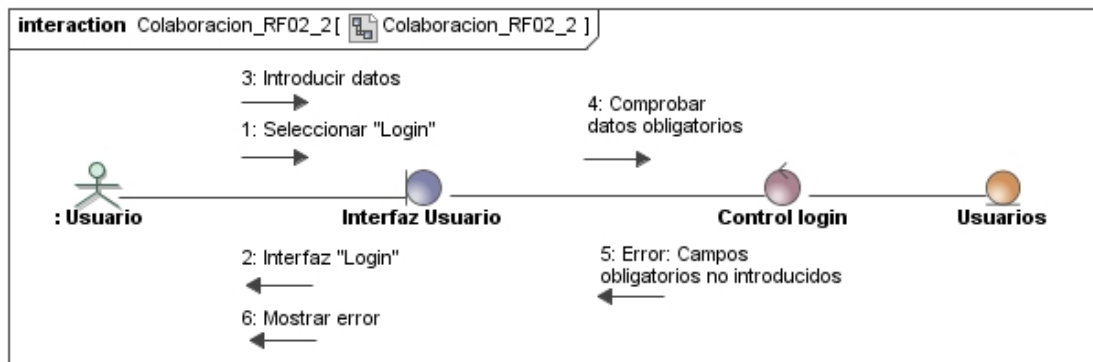 interaction Colaboracion_RF02_2[ Colaboracion_RF02_2 ]
3: Introducir datos
1: Seleccionar "Login"
4: Comprobar
datos obligatorios
: Usuario
Interfaz Usuario
Control login
Usuarios
2: Interfaz "Login"
6: Mostrar error
5: Error: Campos
obligatorios no introducidos